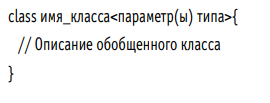 class имя_класса<параметр(ы) типа>{
// Описание обобщенного класса
}